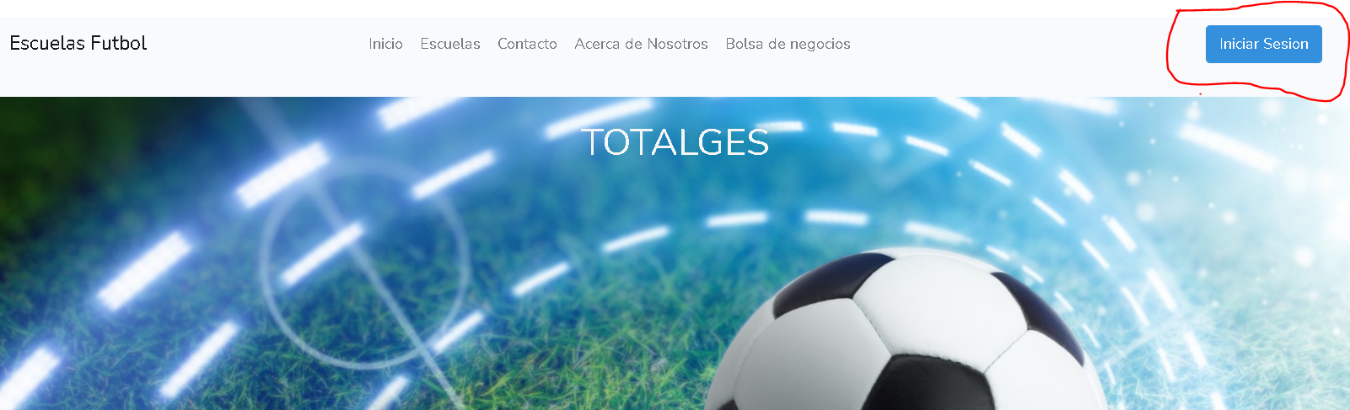 Escuelas Futbol
Inicio Escuelas Contacto Acerca de Nosotros Bolsa de negocios
Iniciar Sesion
TOTALGES